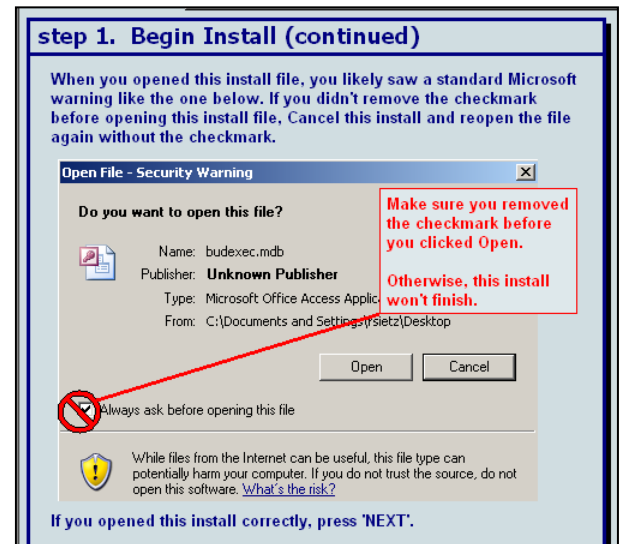 step 1. Begin Install (continued)
When you opened this install file, you likely saw a standard Microsoft
warning like the one below. If you didn't remove the checkmark
before opening this install file, Cancel this install and reopen the file
again without the checkmark.
Open File - Security Warning
Do you want to open this file?
Make sure you removed
the checkmark before
you clicked Open.
Otherwise, this install
won't finish.
Name: budexec.mdb
Publisher: Unknown Publisher
Type: Microsoft Office Access Applic
From: C:\Documents and Settings\rsietz\Desktop
Open Cancel
Always ask before opening this file
While files from the Internet can be useful, this file type can
potentially harm your computer. If you do not trust the source, do not
open this software. What's the risk?
If you opened this install correctly, press 'NEXT'.